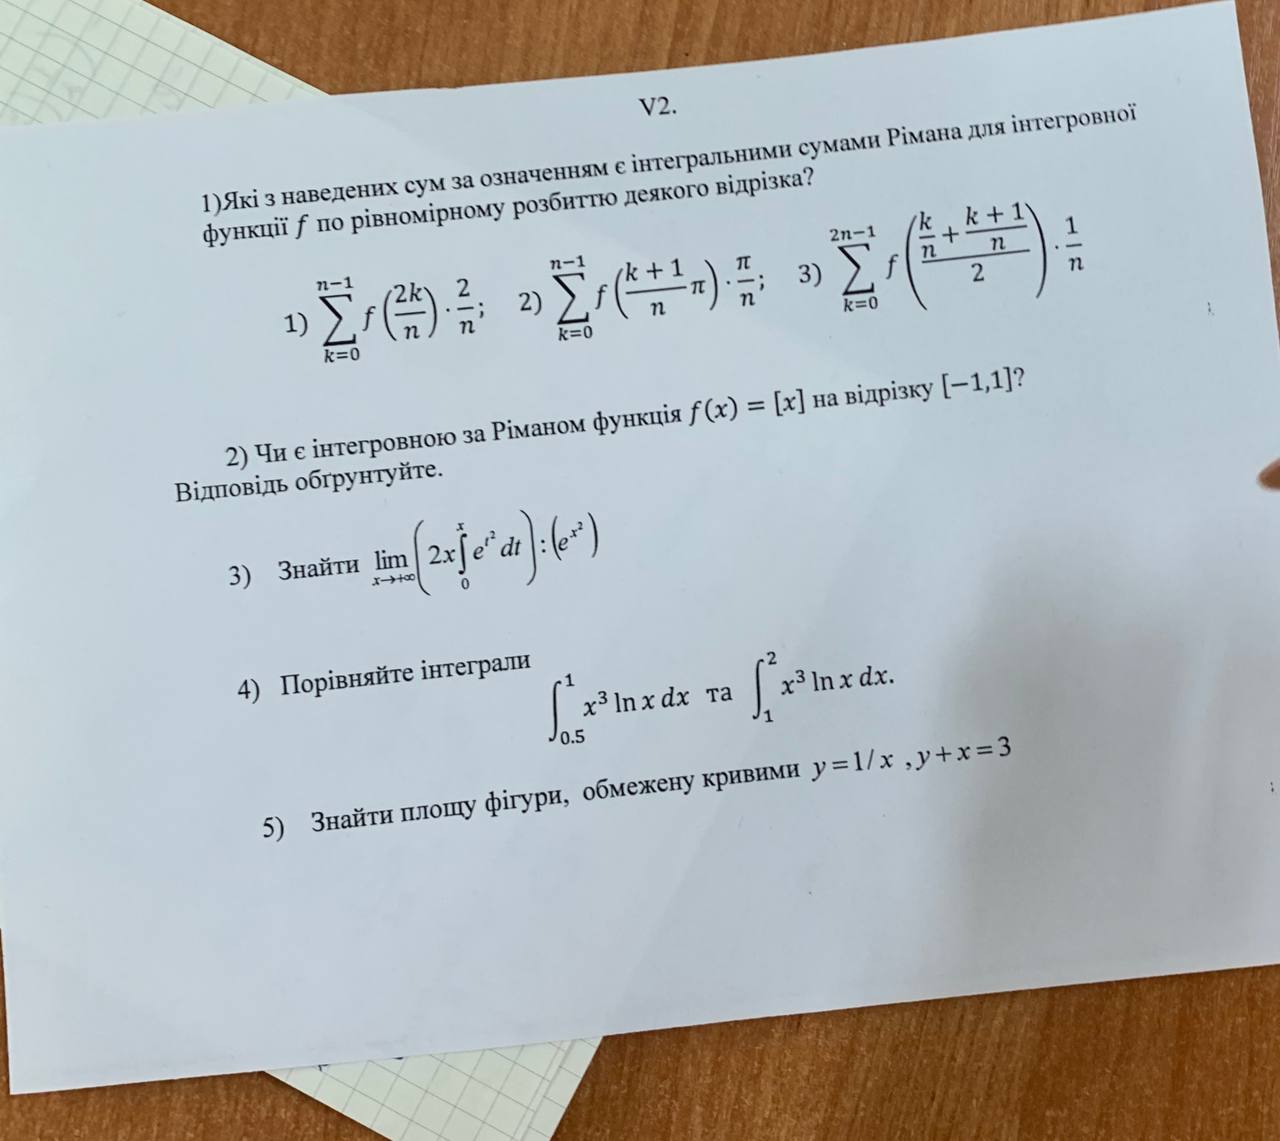 V2.
1)Які з наведених сум за означенням є інтегральними сумами Рімана для інтегровної
функції f по рівномірному розбиттю деякого відрізка?
1) \sum_{k=0}^{n-1} f\left(\frac{2k}{n}\right) \cdot \frac{2}{n}; 2) \sum_{k=0}^{n-1} f\left(\frac{k+1}{n}\pi\right) \cdot \frac{\pi}{n}; 3) \sum_{k=0}^{2n-1} f\left(\frac{\frac{k}{n}+\frac{k+1}{n}}{2}\right) \cdot \frac{1}{n}
2) Чи є інтегровною за Ріманом функція f(x) = [x] на відрізку [−1,1]?
Відповідь обґрунтуйте.
3) Знайти \lim_{x \to +\infty} \left( 2x \int_0^x e^{t^2} dt \right) : \left( e^{x^2} \right)
4) Порівняйте інтеграли
\int_{0.5}^{1} x^3 \ln x \, dx та \int_{1}^{2} x^3 \ln x \, dx.
5) Знайти площу фігури, обмежену кривими y=1/x ,y+x=3